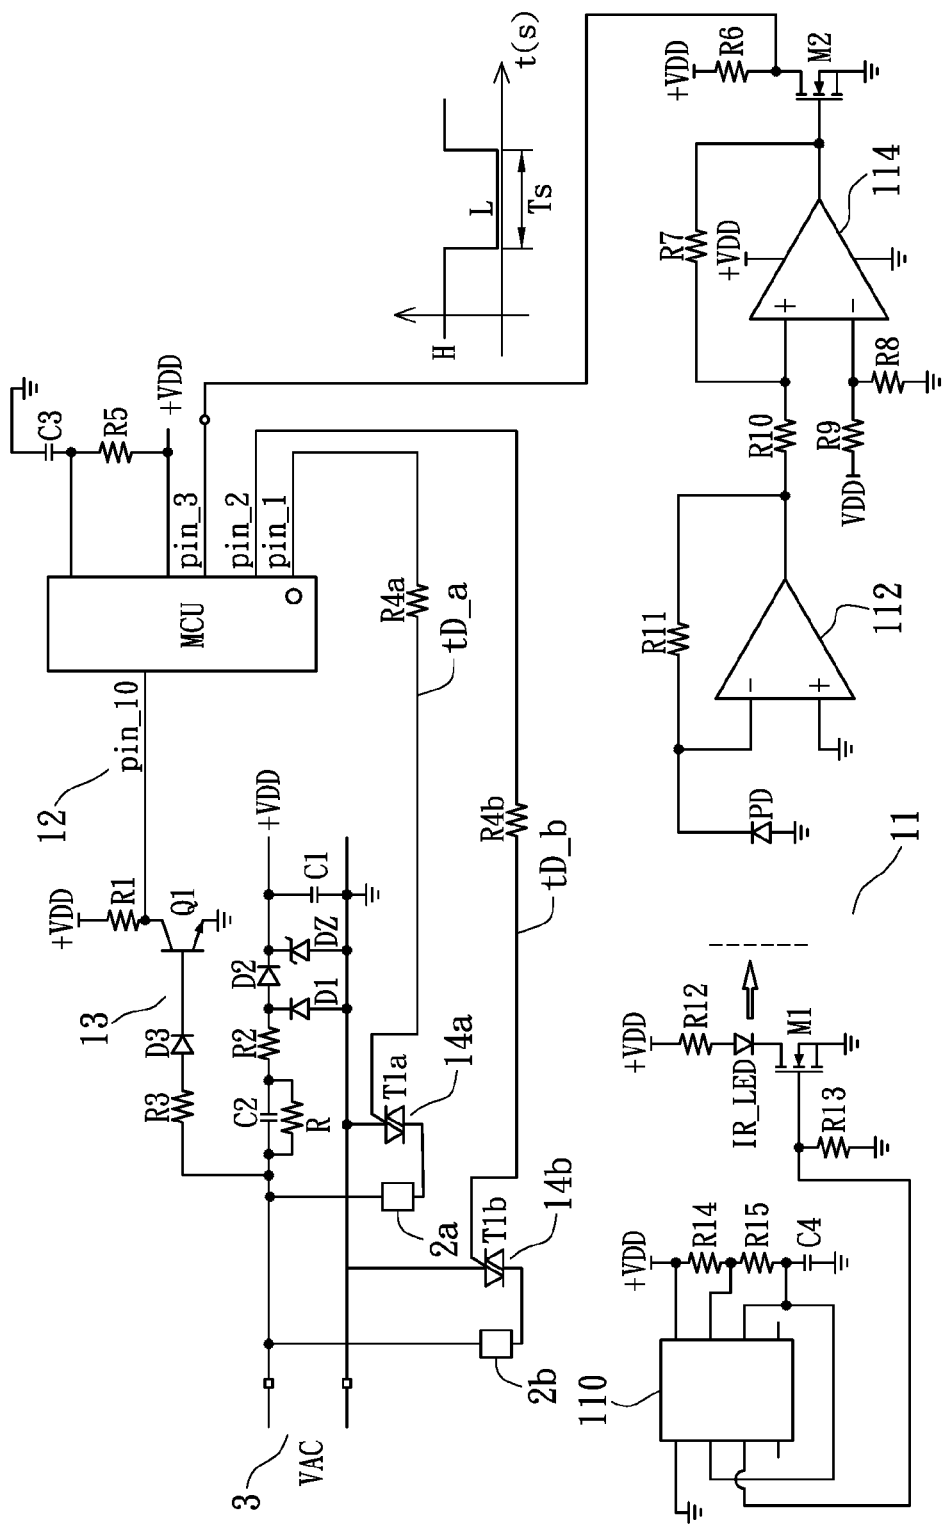 3
VAC
2b
2a
T1b
14b
T1a
14a
R3
D3
13
C2
R
R2
D1
D2
DZ
C1
+VDD
+VDD
R1
Q1
12
pin_10
MCU
pin_3
pin_2
pin_1
C3
R5
+VDD
R4a
tD_a
R4b
tD_b
H
L
Ts
t(s)
110
+VDD
R14
R15
C4
+VDD
R12
IR_LED
M1
R13
11
PD
R11
-
+
112
R10
R9
VDD
R8
R7
+VDD
+
-
114
+VDD
R6
M2